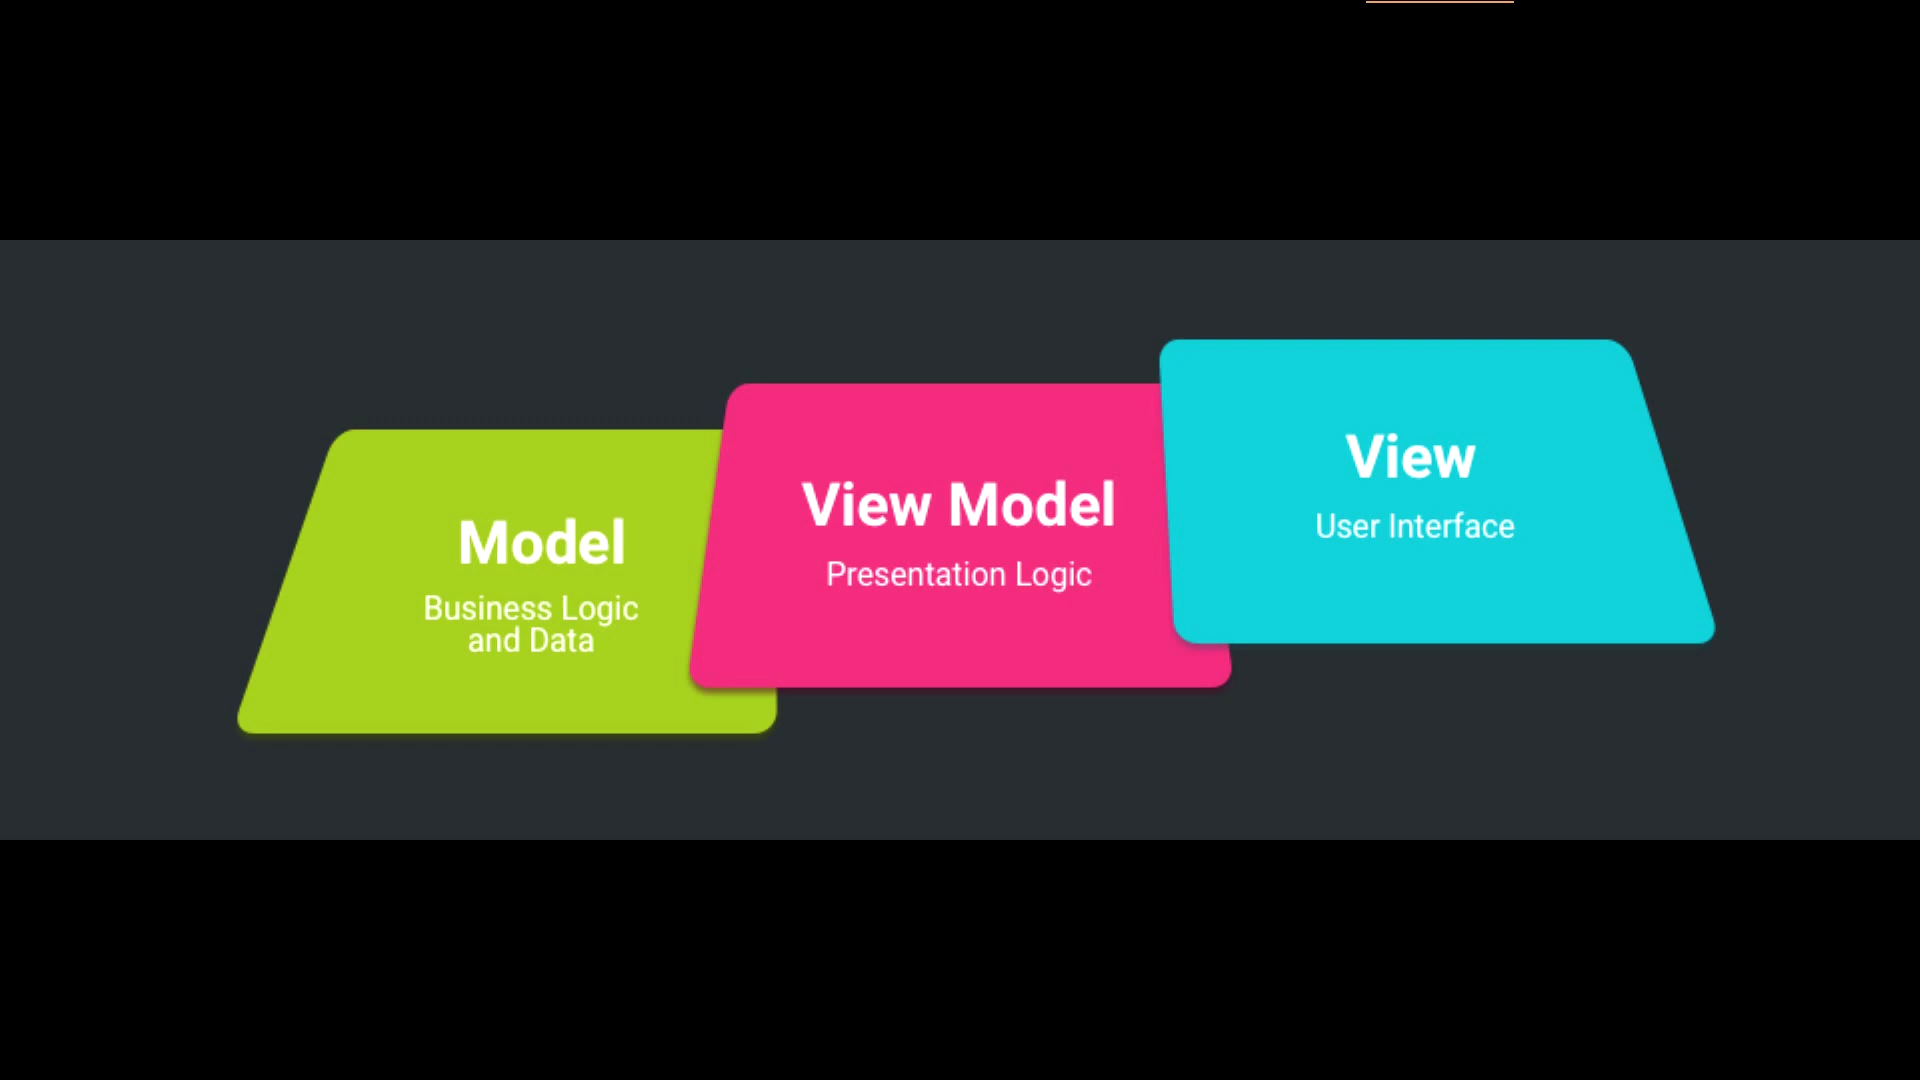 Model
Business Logic
and Data
View Model
Presentation Logic
View
User Interface